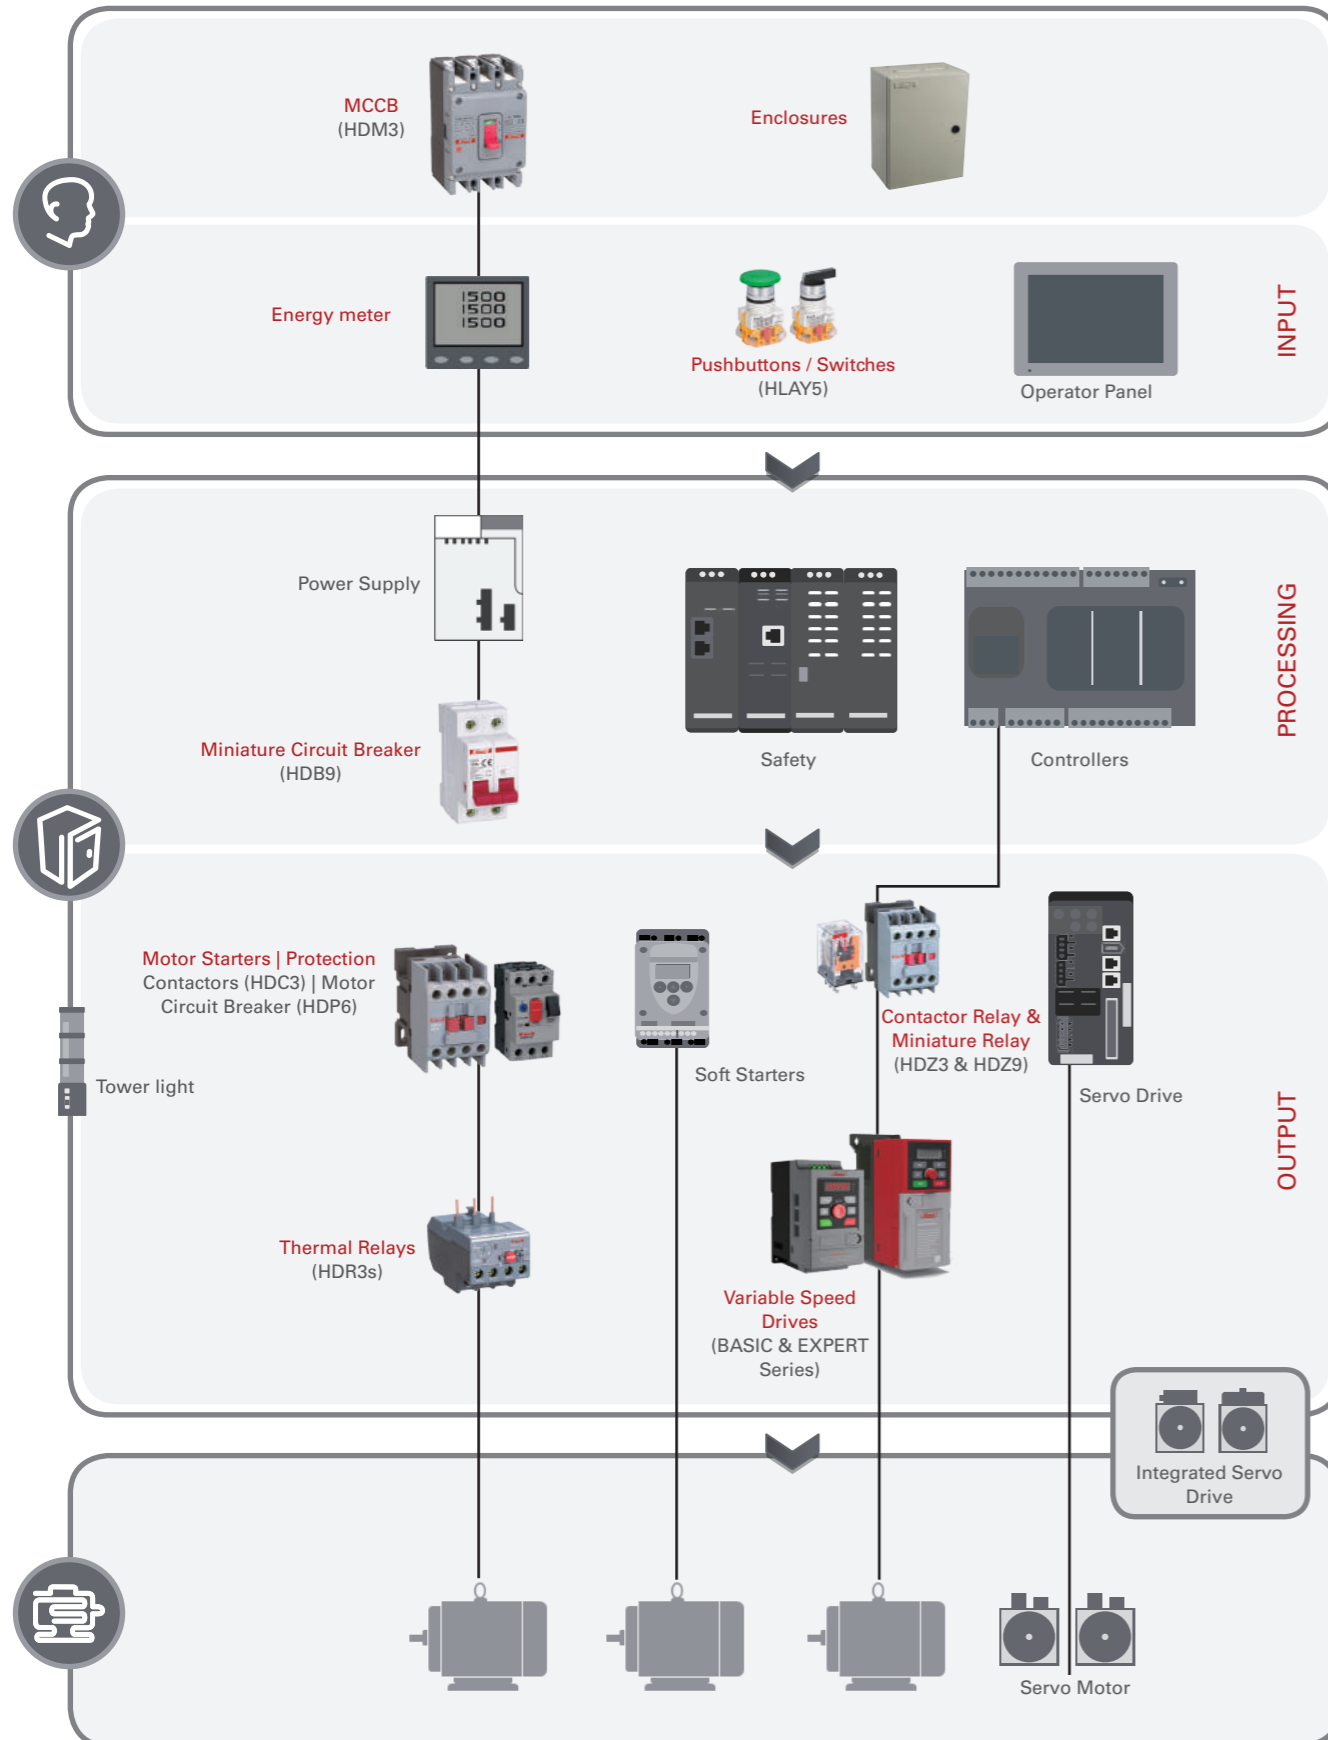 MCCB
(HDM3)
Enclosures
Energy meter
1500
1500
1500
Pushbuttons / Switches
(HLAY5)
Operator Panel
INPUT
Power Supply
Miniature Circuit Breaker
(HDB9)
Safety
Controllers
PROCESSING
Motor Starters | Protection
Contactors (HDC3) | Motor
Circuit Breaker (HDP6)
Tower light
Soft Starters
Contactor Relay &
Miniature Relay
(HDZ3 & HDZ9)
Servo Drive
OUTPUT
Thermal Relays
(HDR3s)
Variable Speed
Drives
(BASIC & EXPERT
Series)
Integrated Servo
Drive
Servo Motor